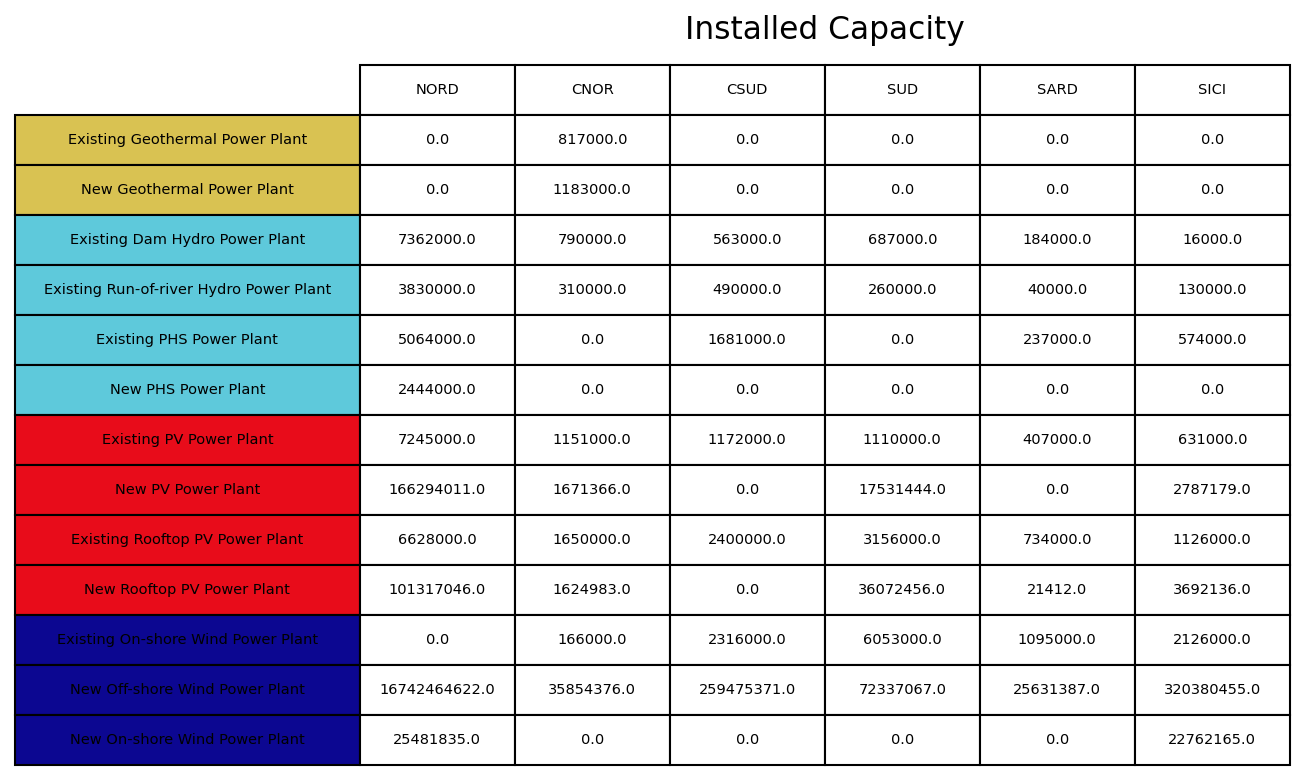 Installed Capacity
NORD CNOR CSUD SUD SARD SICI
Existing Geothermal Power Plant 0.0 817000.0 0.0 0.0 0.0 0.0
New Geothermal Power Plant 0.0 1183000.0 0.0 0.0 0.0 0.0
Existing Dam Hydro Power Plant 7362000.0 790000.0 563000.0 687000.0 184000.0 16000.0
Existing Run-of-river Hydro Power Plant 3830000.0 310000.0 490000.0 260000.0 40000.0 130000.0
Existing PHS Power Plant 5064000.0 0.0 1681000.0 0.0 237000.0 574000.0
New PHS Power Plant 2444000.0 0.0 0.0 0.0 0.0 0.0
Existing PV Power Plant 7245000.0 1151000.0 1172000.0 1110000.0 407000.0 631000.0
New PV Power Plant 166294011.0 1671366.0 0.0 17531444.0 0.0 2787179.0
Existing Rooftop PV Power Plant 6628000.0 1650000.0 2400000.0 3156000.0 734000.0 1126000.0
New Rooftop PV Power Plant 101317046.0 1624983.0 0.0 36072456.0 21412.0 3692136.0
Existing On-shore Wind Power Plant 0.0 166000.0 2316000.0 6053000.0 1095000.0 2126000.0
New Off-shore Wind Power Plant 16742464622.0 35854376.0 259475371.0 72337067.0 25631387.0 320380455.0
New On-shore Wind Power Plant 25481835.0 0.0 0.0 0.0 0.0 22762165.0